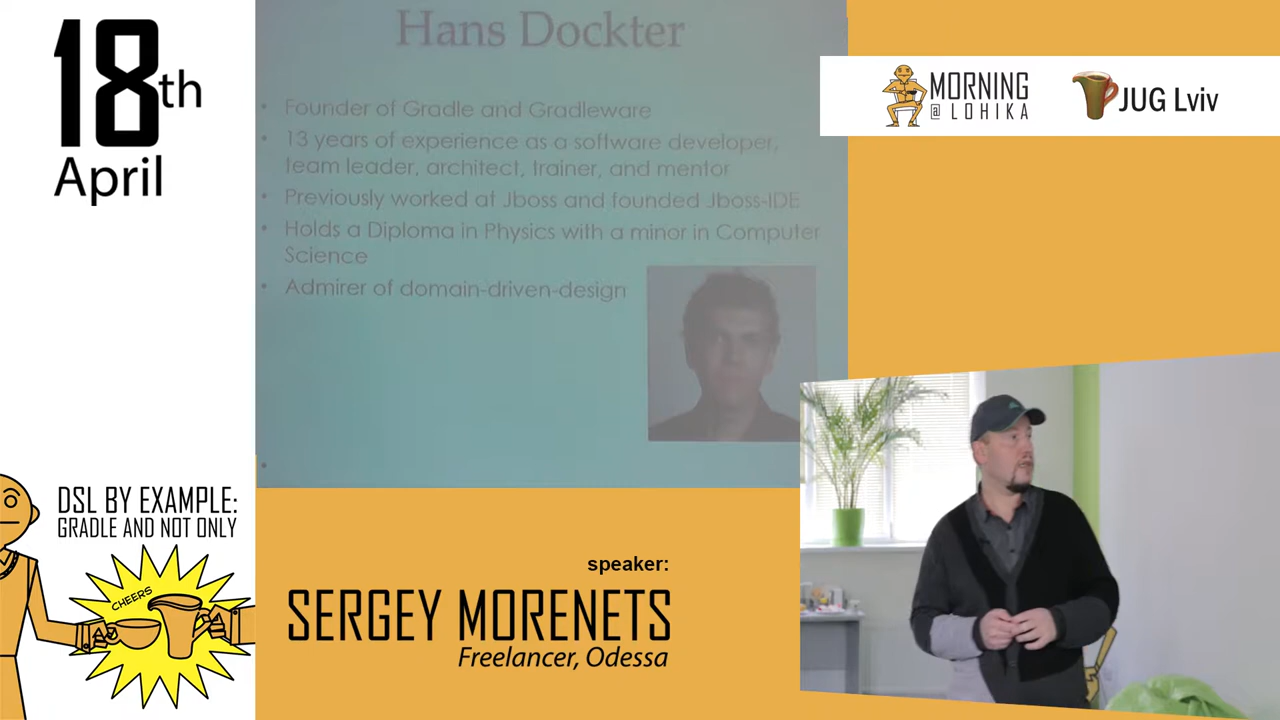 18th
April
Hans Dockter
• Founder of Gradle and Gradleware
• 13 years of experience as a software developer,
team leader, architect, trainer, and mentor
• Previously worked at Jboss and founded Jboss-IDE
• Holds a Diploma in Physics with a minor in Computer
Science
• Admirer of domain-driven-design
•
MORNING
@ LOHIKA
JUG Lviv
DSL BY EXAMPLE:
GRADLE AND NOT ONLY
CHEERS
speaker:
SERGEY MORENETS
Freelancer, Odessa